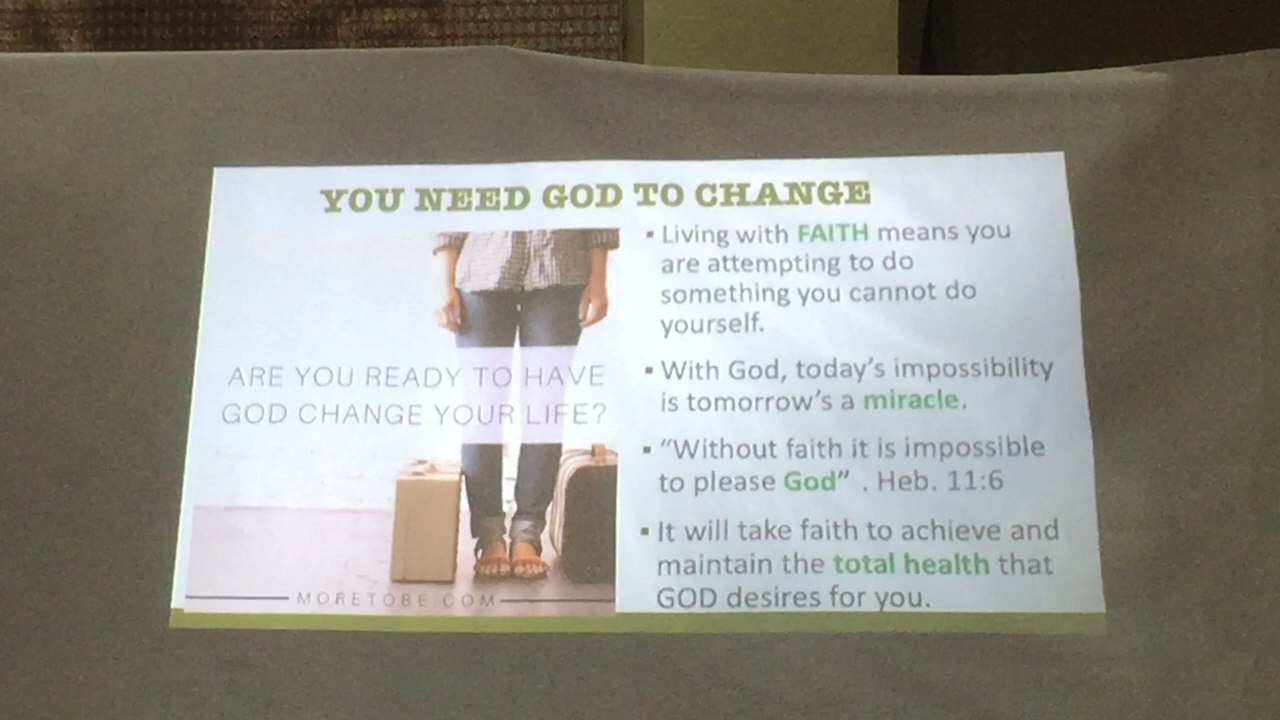 YOU NEED GOD TO CHANGE
ARE YOU READY TO HAVE
GOD CHANGE YOUR LIFE?
MORETOBE.COM
▪ Living with FAITH means you
are attempting to do
something you cannot do
yourself.
▪ With God, today's impossibility
is tomorrow's a miracle.
▪ “Without faith it is impossible
to please God” . Heb. 11:6
▪ It will take faith to achieve and
maintain the total health that
GOD desires for you.